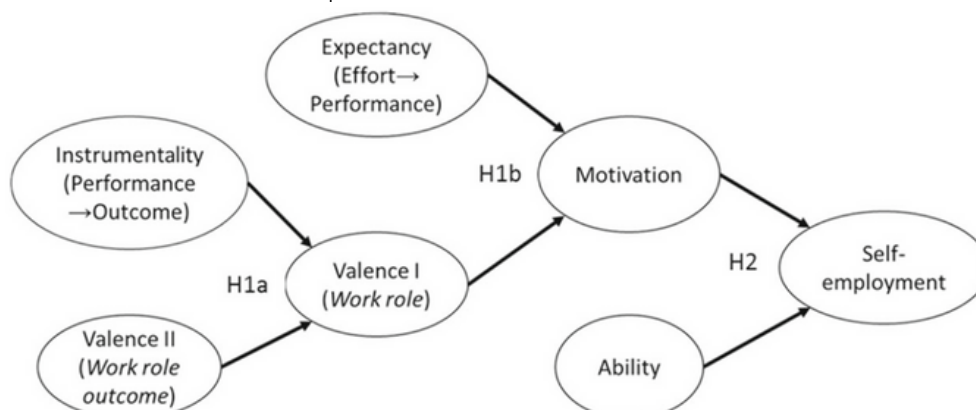 Expectancy
(Effort→
Performance)
Instrumentality
(Performance
→Outcome)
H1b
Motivation
H1a
Valence I
(Work role)
H2
Self-
employment
Valence II
(Work role
outcome)
Ability